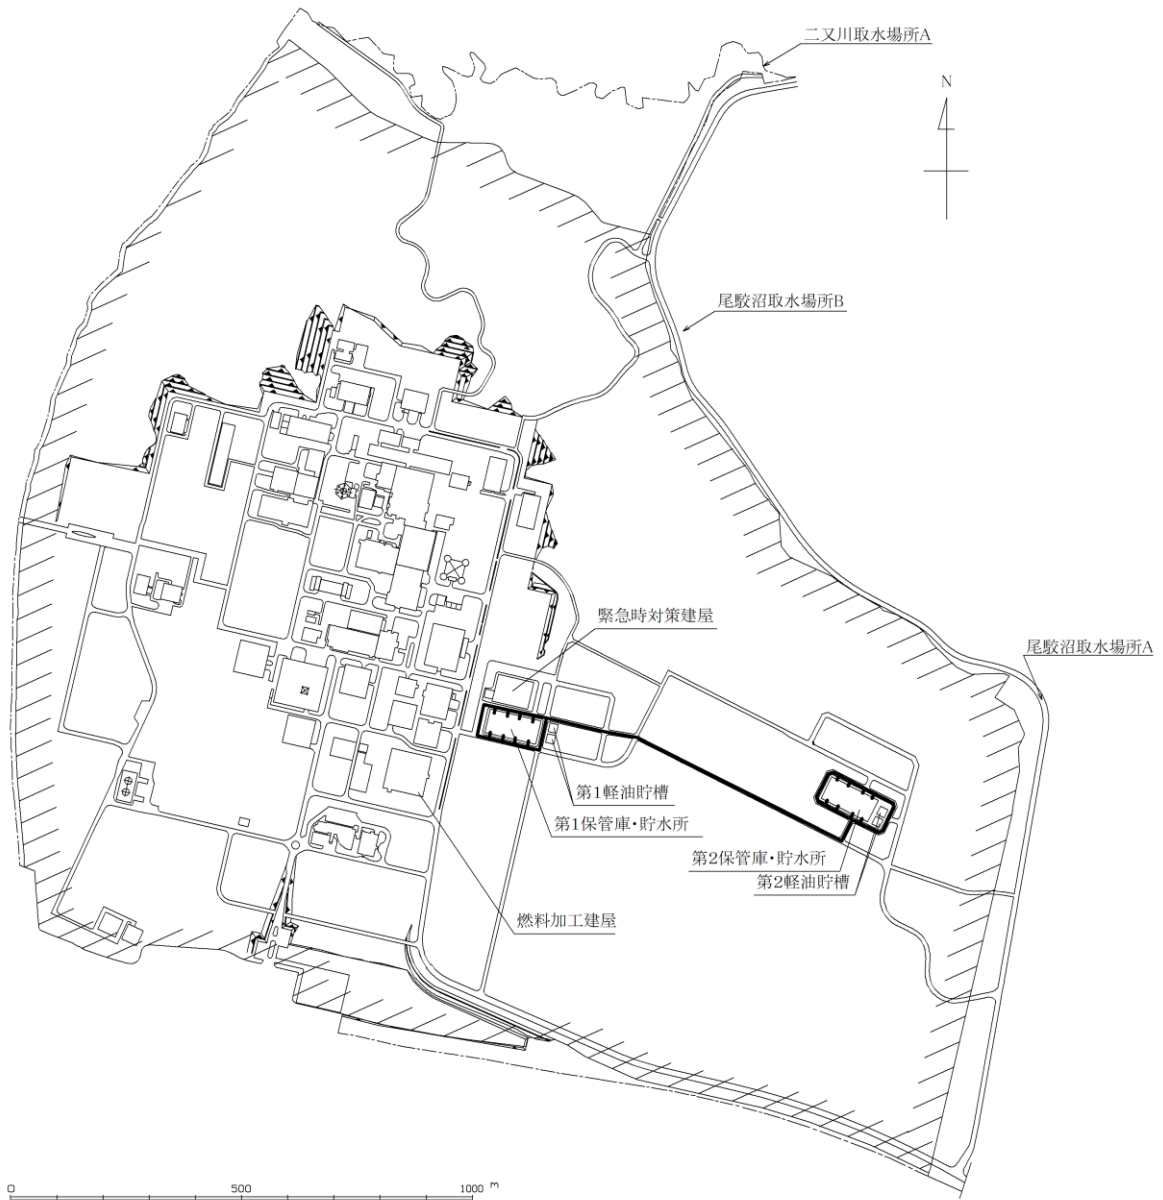 二又川取水場所A
N
尾駮沼取水場所B
緊急時対策建屋
尾駮沼取水場所A
第1軽油貯槽
第1保管庫・貯水所
第2保管庫・貯水所
第2軽油貯槽
燃料加工建屋
0 500 1000 m